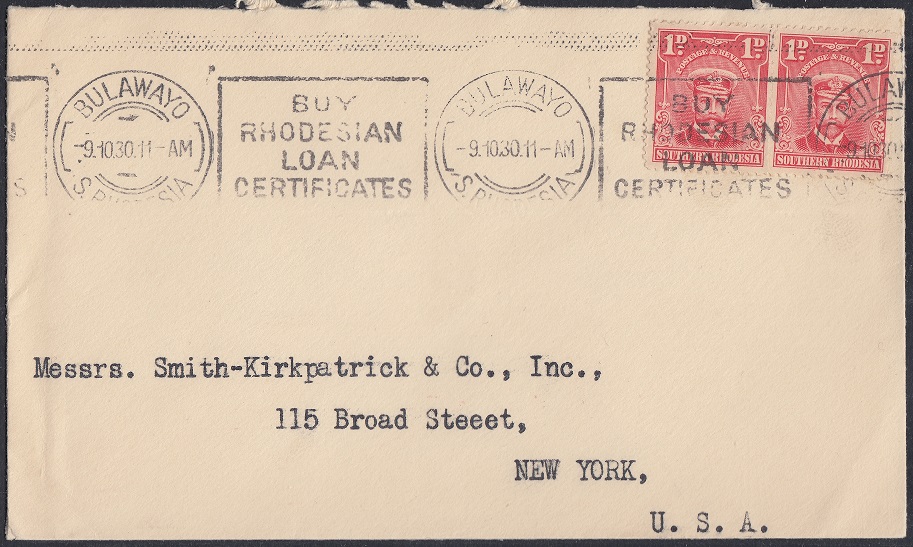 BULAWAYO
-9.10.30.11-AM
S. RHODESIA
BUY
RHODESIAN
LOAN
CERTIFICATES
BULAWAYO
-9.10.30.11-AM
S. RHODESIA
BUY
RHODESIAN
LOAN
CERTIFICATES
1D. 1D.
POSTAGE & REVENUE
SOUTHERN RHODESIA
1D. 1D.
POSTAGE & REVENUE
SOUTHERN RHODESIA
Messrs. Smith-Kirkpatrick & Co., Inc.,
115 Broad Steeet,
NEW YORK,
U. S. A.